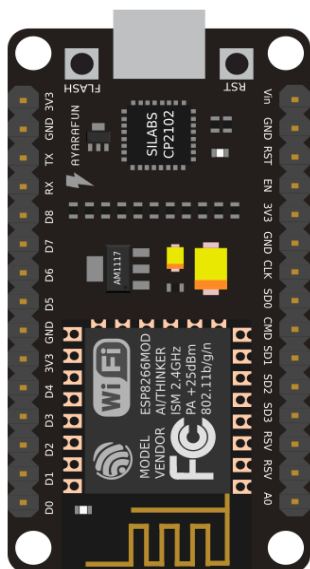 FLASH
RST
AYARAFUN
SILABS
CP2102
AM1117
3V3
GND
TX
RX
D8
D7
D6
D5
GND
3V3
D4
D3
D2
D1
D0
Vin
GND
RST
EN
3V3
GND
CLK
SD0
CMD
SD1
SD2
SD3
RSV
RSV
A0
WiFi
MODEL
VENDOR
ESP8266MOD
AI/THINKER
ISM 2.4GHz
PA +25dBm
802.11b/g/n
FC